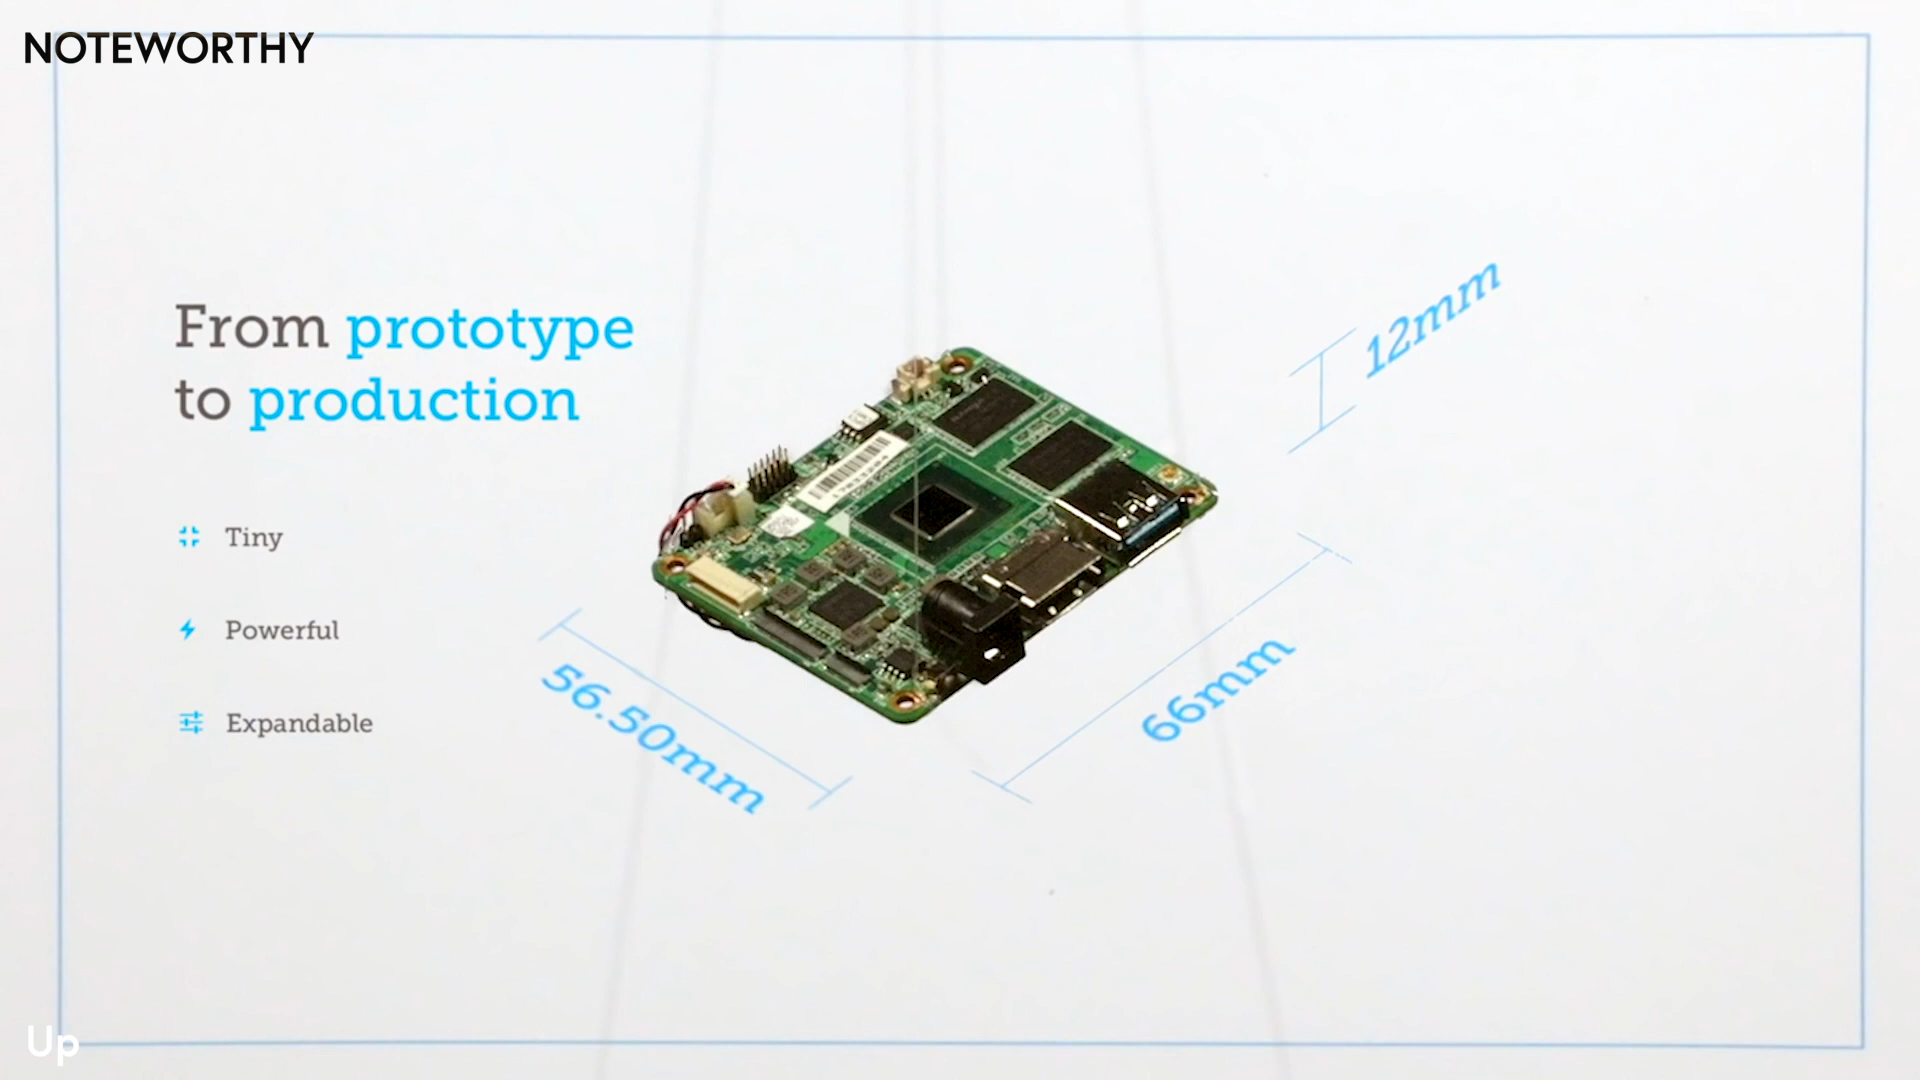 NOTEWORTHY
From prototype
to production
Tiny
Powerful
Expandable
12mm
56.50mm
66mm
Up